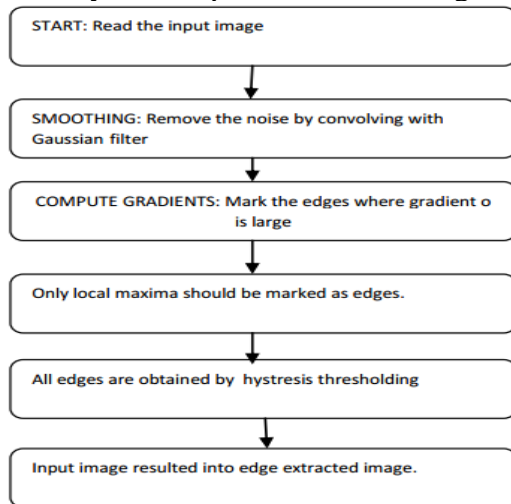 START: Read the input image
SMOOTHING: Remove the noise by convolving with
Gaussian filter
COMPUTE GRADIENTS: Mark the edges where gradient o
is large
Only local maxima should be marked as edges.
All edges are obtained by hystresis thresholding
Input image resulted into edge extracted image.